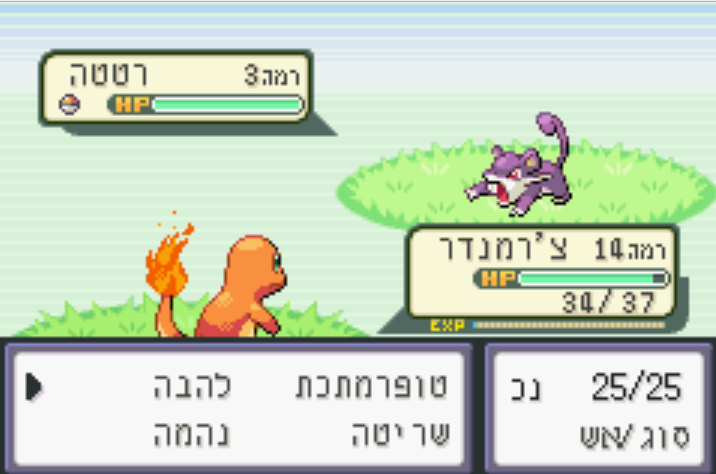 רטטה רמה3
HP
צ'רמנדר רמה14
HP
34/37
EXP
טופרמתכת להבה
שריטה נהמה
נכ 25/25
סוג/אש